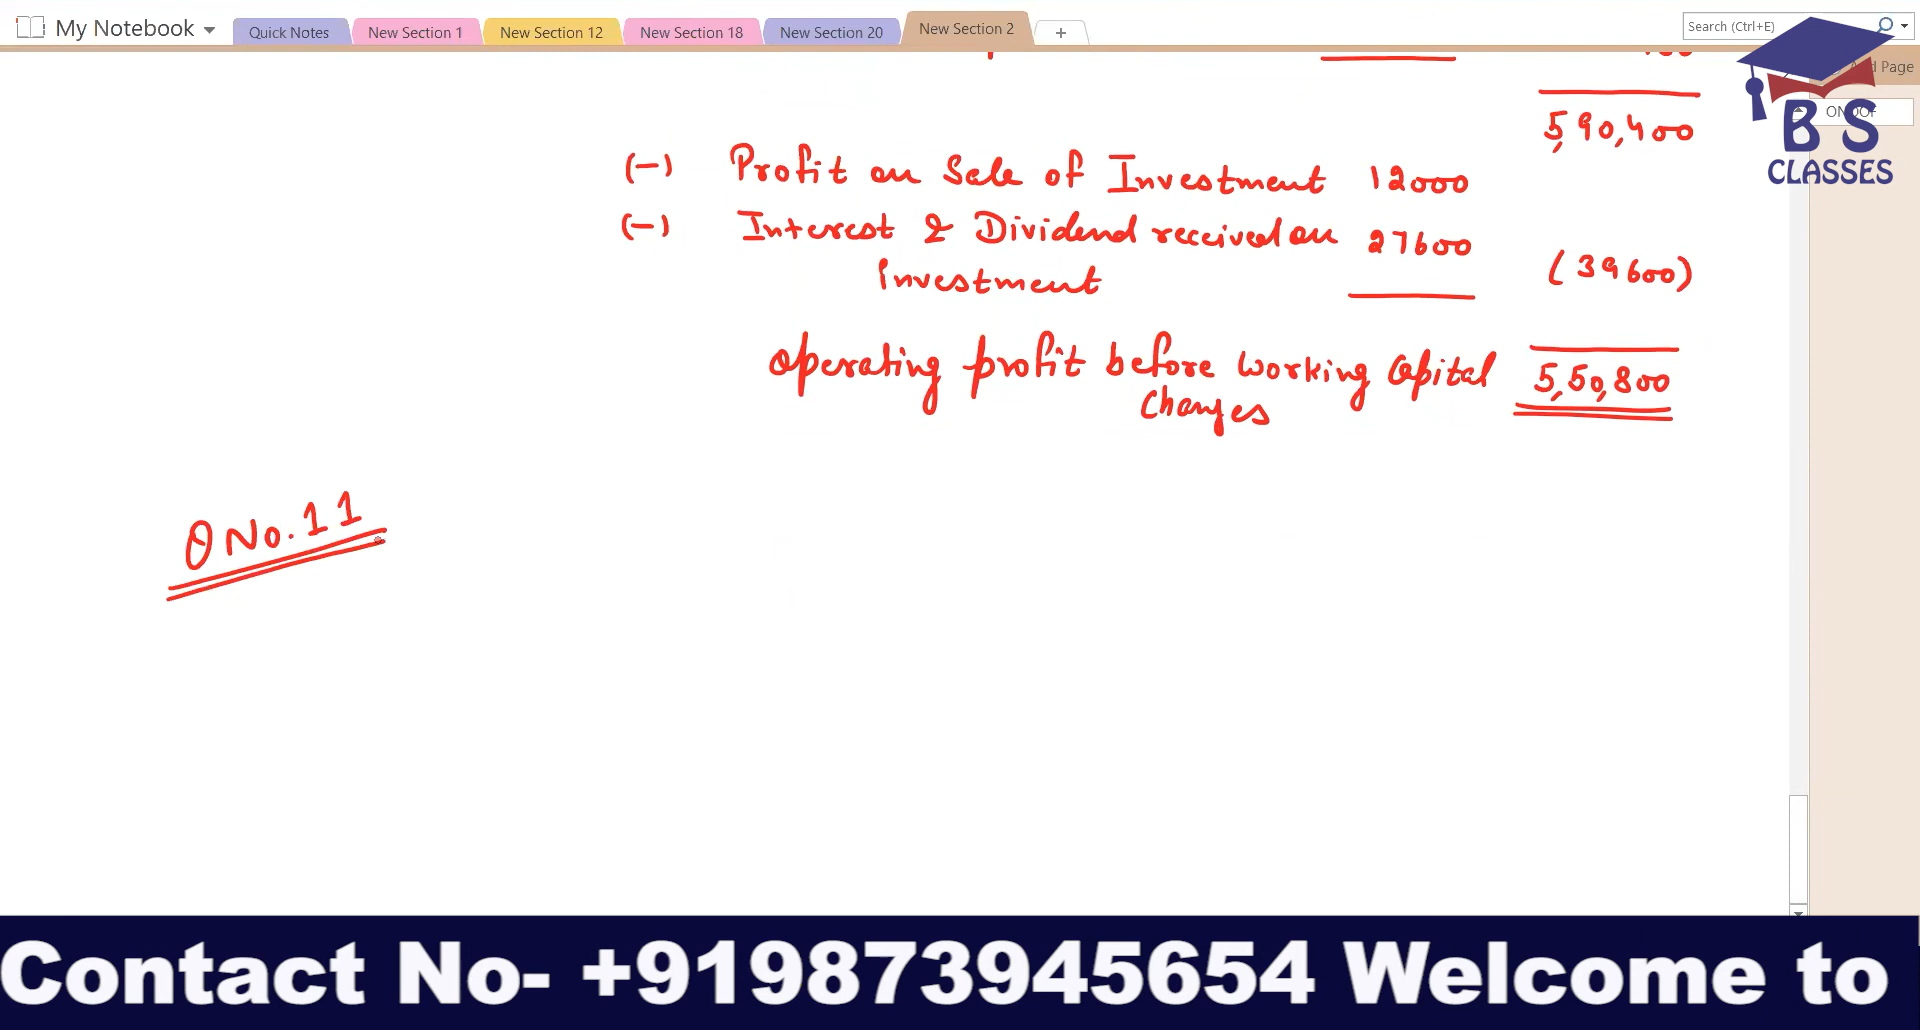 My Notebook
Quick Notes
New Section 1
New Section 12
New Section 18
New Section 20
New Section 2
+
Search (Ctrl+E)
Page
B S
CLASSES
5,90,400
(-) Profit on Sale of Investment 12000
(-) Interest & Dividend received on 27600
Investment (39600)
Operating profit before working Capital 5,50,800
Changes
Q No. 11
Contact No- +919873945654 Welcome to